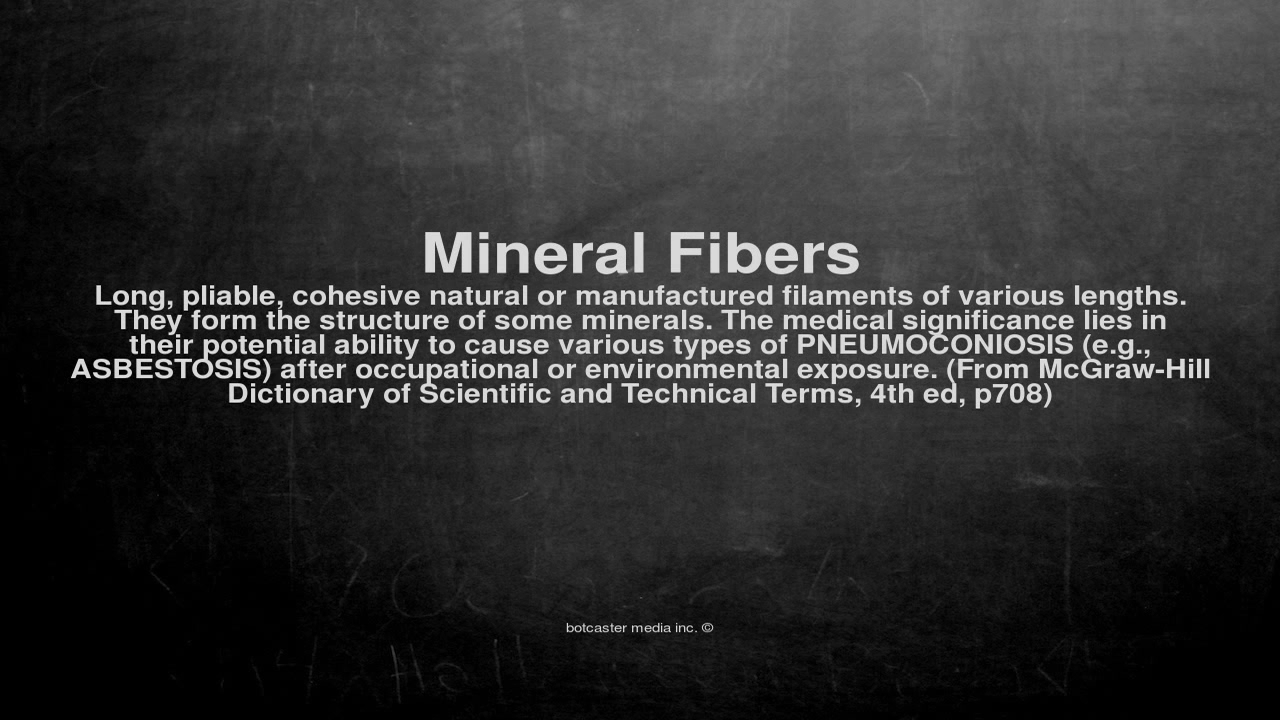 Mineral Fibers
Long, pliable, cohesive natural or manufactured filaments of various lengths.
They form the structure of some minerals. The medical significance lies in
their potential ability to cause various types of PNEUMOCONIOSIS (e.g.,
ASBESTOSIS) after occupational or environmental exposure. (From McGraw-Hill
Dictionary of Scientific and Technical Terms, 4th ed, p708)
botcaster media inc. ©